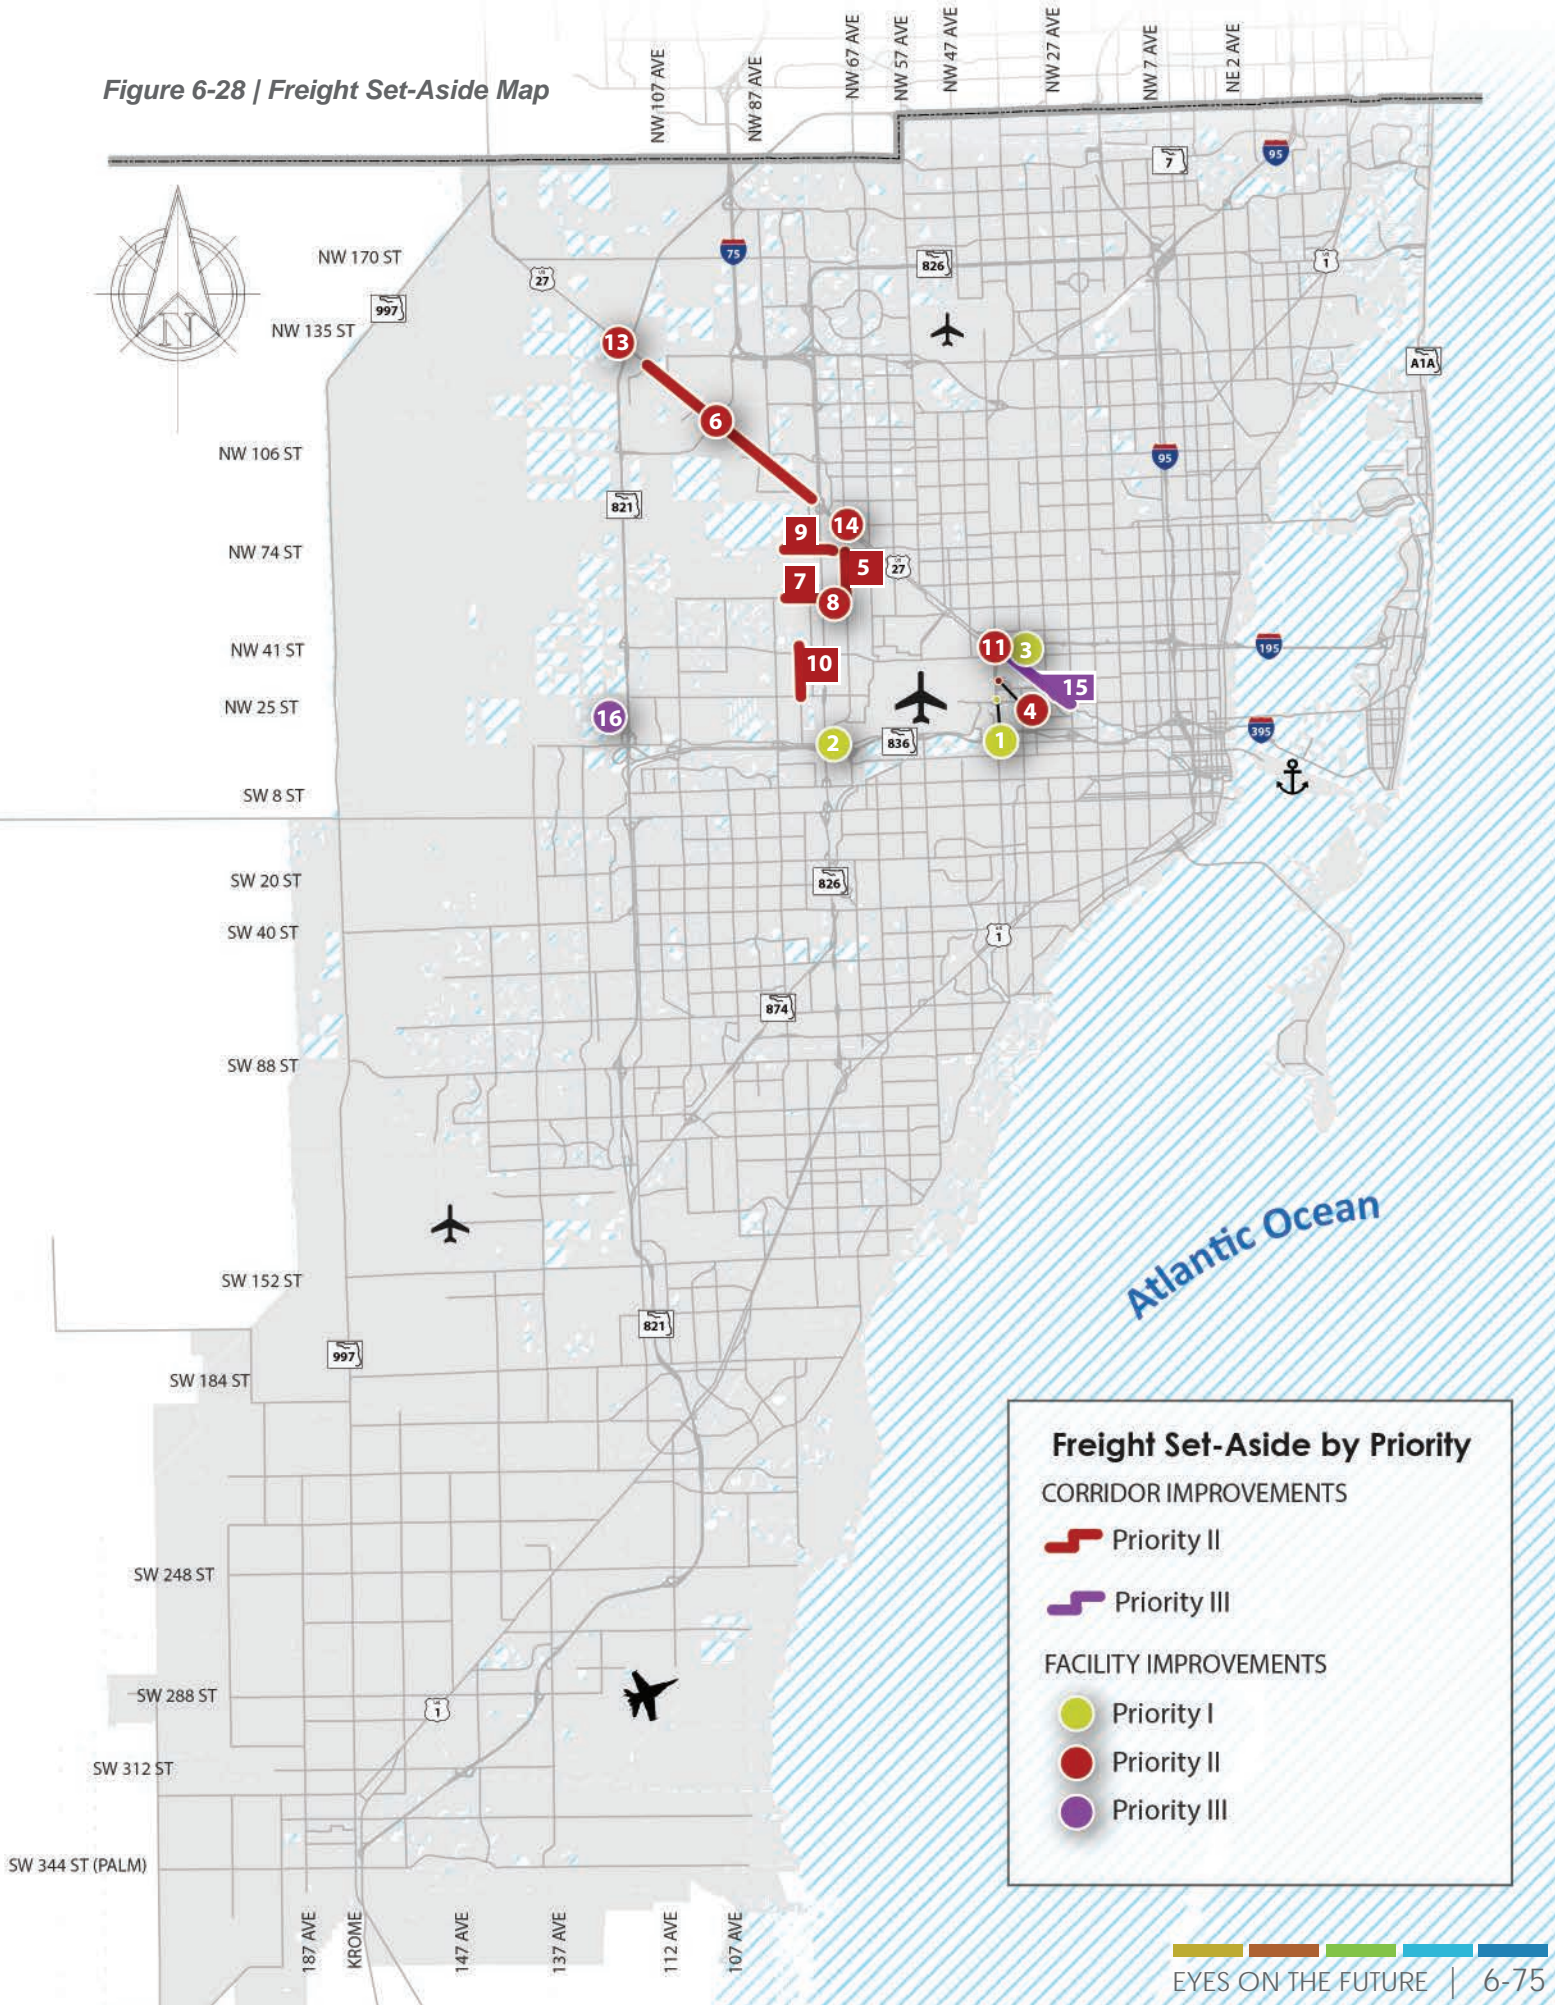 Figure 6-28 | Freight Set-Aside Map
NW 107 AVE
NW 87 AVE
NW 67 AVE
NW 57 AVE
NW 47 AVE
NW 27 AVE
NW 7 AVE
NE 2 AVE
7
95
NW 170 ST
75
826
US 1
US 27
997
NW 135 ST
N
13
A1A
6
NW 106 ST
95
821
14
9
NW 74 ST
5
US 27
7
8
NW 41 ST
11
3
195
10
15
NW 25 ST
16
4
2
836
1
395
SW 8 ST
SW 20 ST
826
SW 40 ST
US 1
874
SW 88 ST
Atlantic Ocean
SW 152 ST
821
997
SW 184 ST
Freight Set-Aside by Priority
CORRIDOR IMPROVEMENTS
Priority II
Priority III
FACILITY IMPROVEMENTS
Priority I
Priority II
Priority III
SW 248 ST
SW 288 ST
US 1
SW 312 ST
SW 344 ST (PALM)
187 AVE
KROME
147 AVE
137 AVE
112 AVE
107 AVE
EYES ON THE FUTURE | 6-75